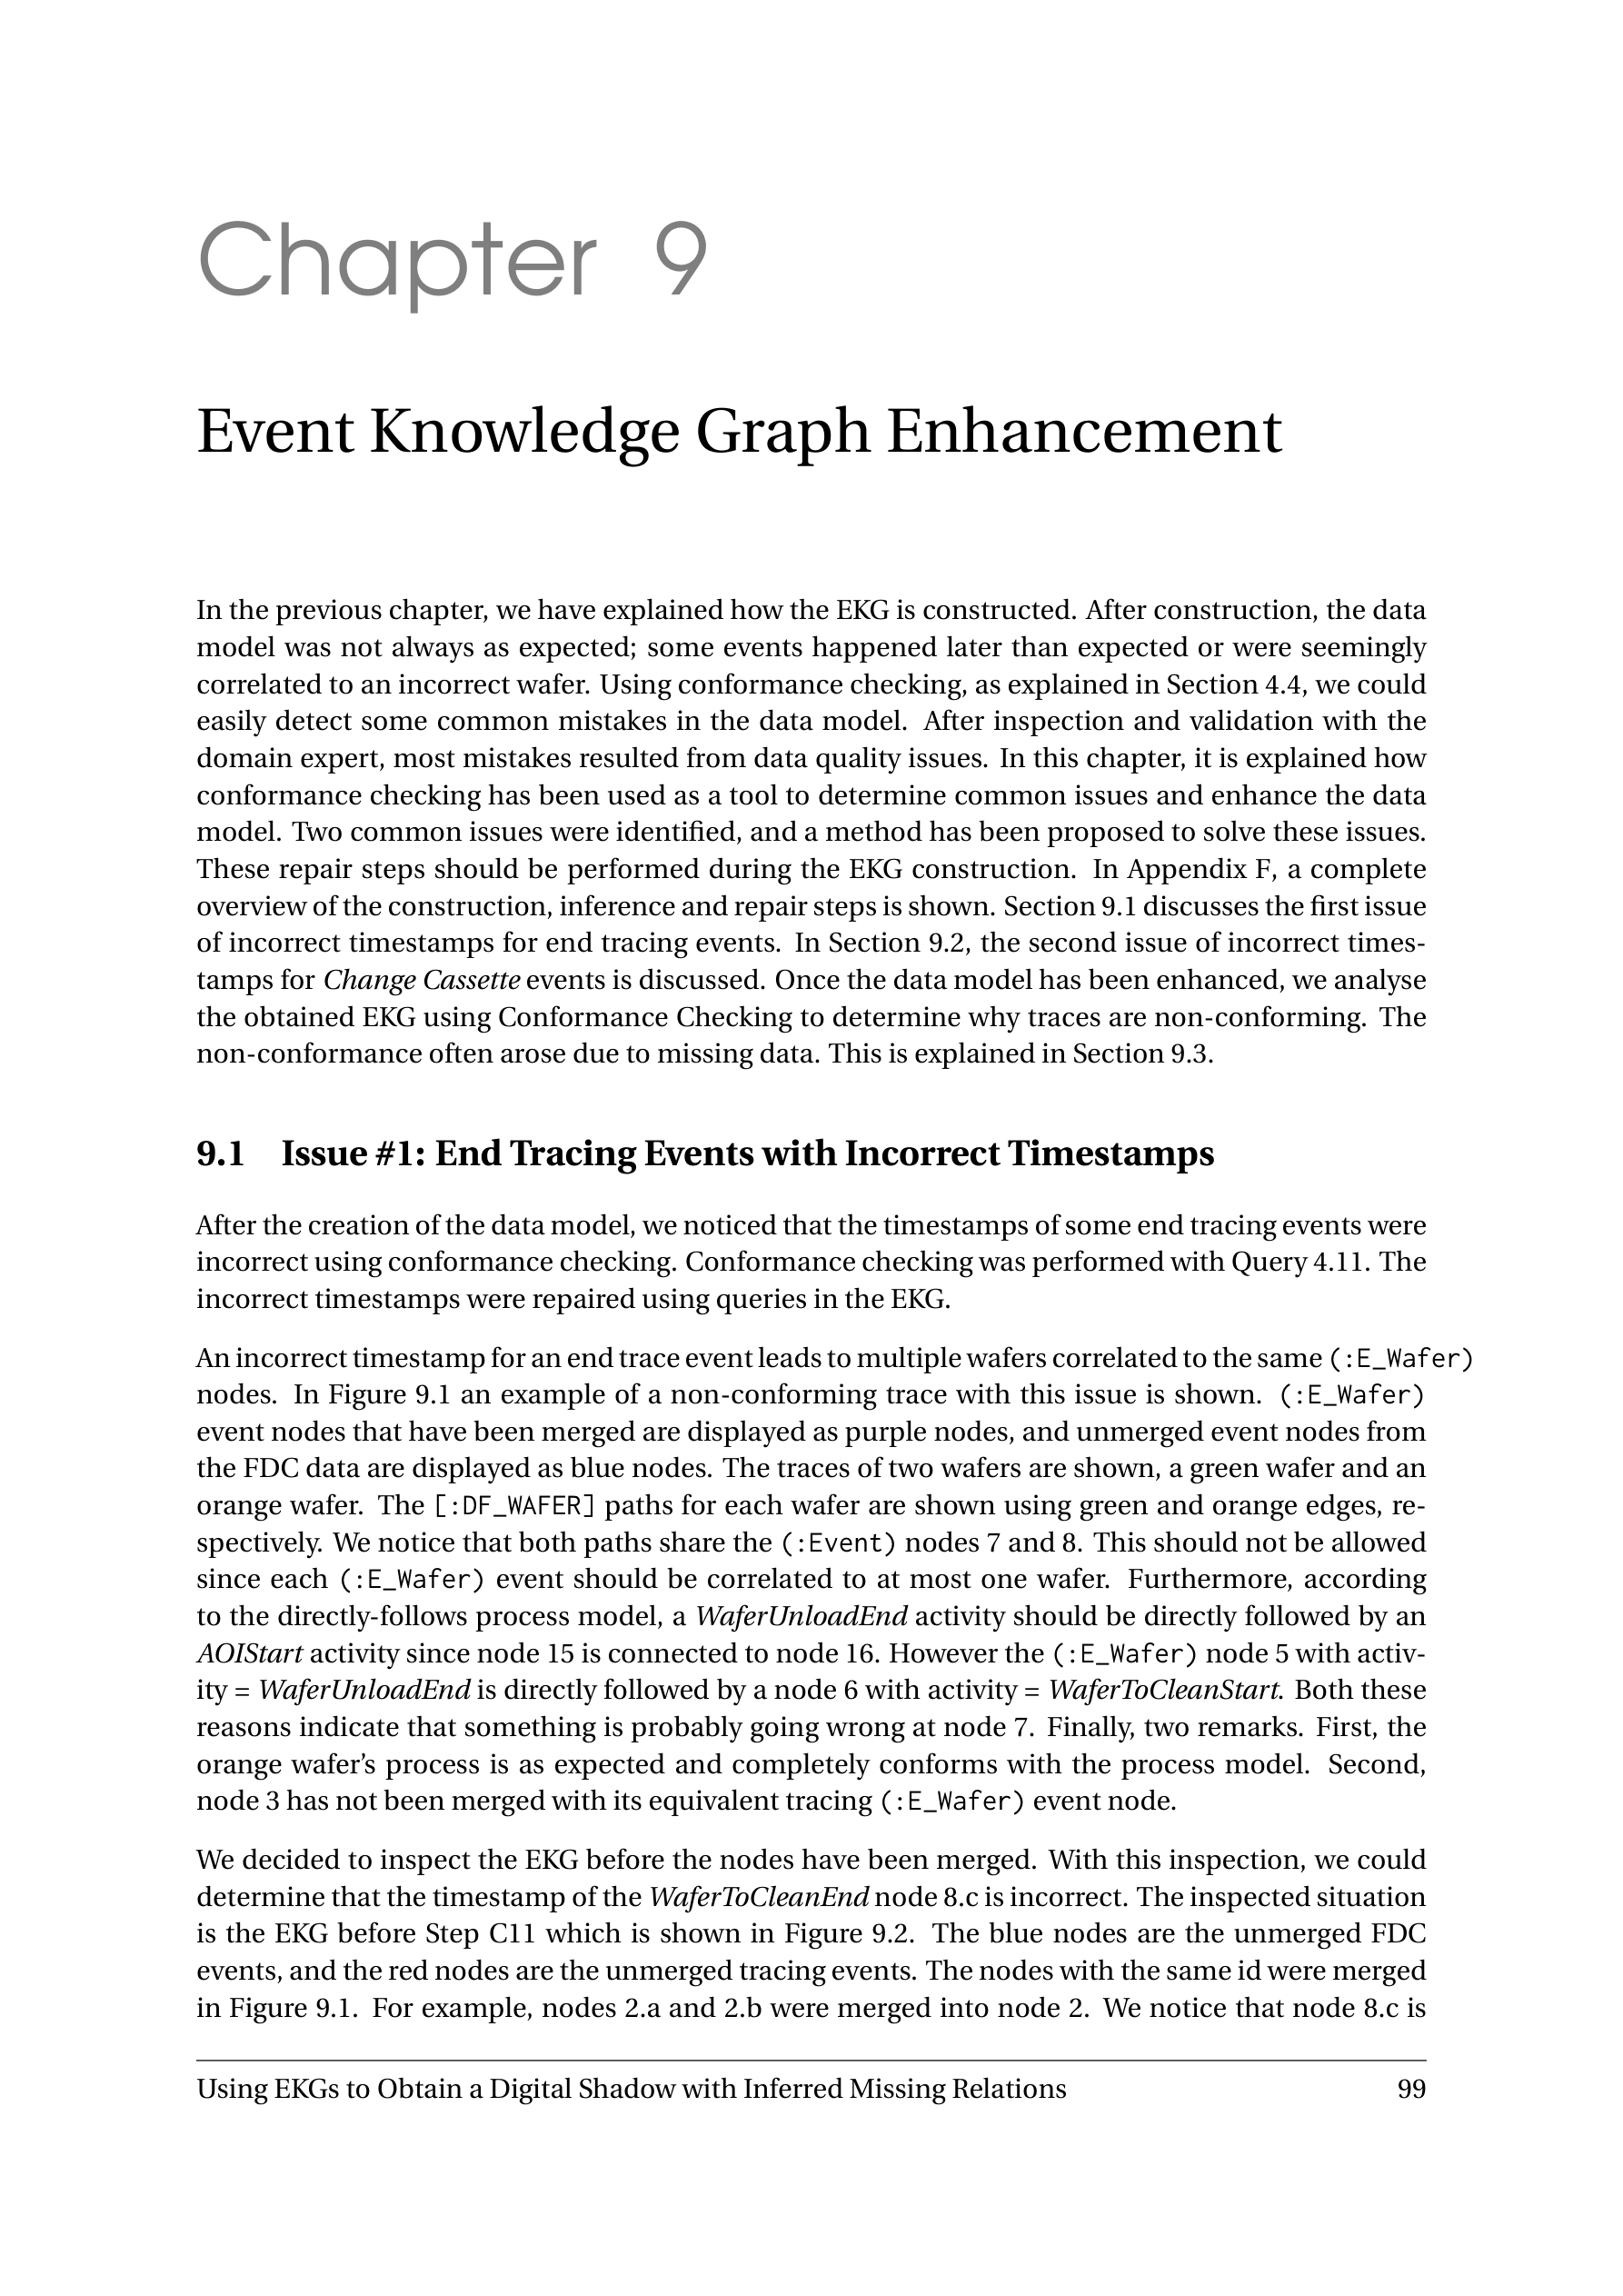 Chapter 9
Event Knowledge Graph Enhancement
In the previous chapter, we have explained how the EKG is constructed. After construction, the data
model was not always as expected; some events happened later than expected or were seemingly
correlated to an incorrect wafer. Using conformance checking, as explained in Section 4.4, we could
easily detect some common mistakes in the data model. After inspection and validation with the
domain expert, most mistakes resulted from data quality issues. In this chapter, it is explained how
conformance checking has been used as a tool to determine common issues and enhance the data
model. Two common issues were identified, and a method has been proposed to solve these issues.
These repair steps should be performed during the EKG construction. In Appendix F, a complete
overview of the construction, inference and repair steps is shown. Section 9.1 discusses the first issue
of incorrect timestamps for end tracing events. In Section 9.2, the second issue of incorrect times-
tamps for Change Cassette events is discussed. Once the data model has been enhanced, we analyse
the obtained EKG using Conformance Checking to determine why traces are non-conforming. The
non-conformance often arose due to missing data. This is explained in Section 9.3.
9.1 Issue #1: End Tracing Events with Incorrect Timestamps
After the creation of the data model, we noticed that the timestamps of some end tracing events were
incorrect using conformance checking. Conformance checking was performed with Query 4.11. The
incorrect timestamps were repaired using queries in the EKG.
An incorrect timestamp for an end trace event leads to multiple wafers correlated to the same (:E_Wafer)
nodes. In Figure 9.1 an example of a non-conforming trace with this issue is shown. (:E_Wafer)
event nodes that have been merged are displayed as purple nodes, and unmerged event nodes from
the FDC data are displayed as blue nodes. The traces of two wafers are shown, a green wafer and an
orange wafer. The [:DF_WAFER] paths for each wafer are shown using green and orange edges, re-
spectively. We notice that both paths share the (:Event) nodes 7 and 8. This should not be allowed
since each (:E_Wafer) event should be correlated to at most one wafer. Furthermore, according
to the directly-follows process model, a WaferUnloadEnd activity should be directly followed by an
AOIStart activity since node 15 is connected to node 16. However the (:E_Wafer) node 5 with activ-
ity = WaferUnloadEnd is directly followed by a node 6 with activity = WaferToCleanStart. Both these
reasons indicate that something is probably going wrong at node 7. Finally, two remarks. First, the
orange wafer's process is as expected and completely conforms with the process model. Second,
node 3 has not been merged with its equivalent tracing (:E_Wafer) event node.
We decided to inspect the EKG before the nodes have been merged. With this inspection, we could
determine that the timestamp of the WaferToCleanEnd node 8.c is incorrect. The inspected situation
is the EKG before Step C11 which is shown in Figure 9.2. The blue nodes are the unmerged FDC
events, and the red nodes are the unmerged tracing events. The nodes with the same id were merged
in Figure 9.1. For example, nodes 2.a and 2.b were merged into node 2. We notice that node 8.c is
Using EKGs to Obtain a Digital Shadow with Inferred Missing Relations 99